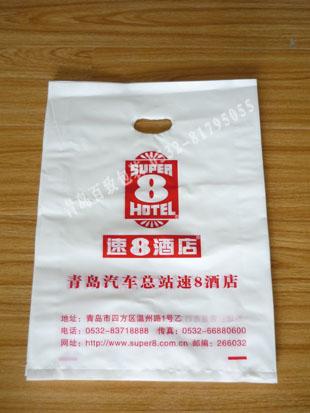 SUPER
8
HOTEL
速8酒店
青岛汽车总站速8酒店
地址：青岛市四方区温州路1号乙
电话：0532-83718888 传真：0532-66880600
网址：http://www.super8.com.cn 邮编：266032